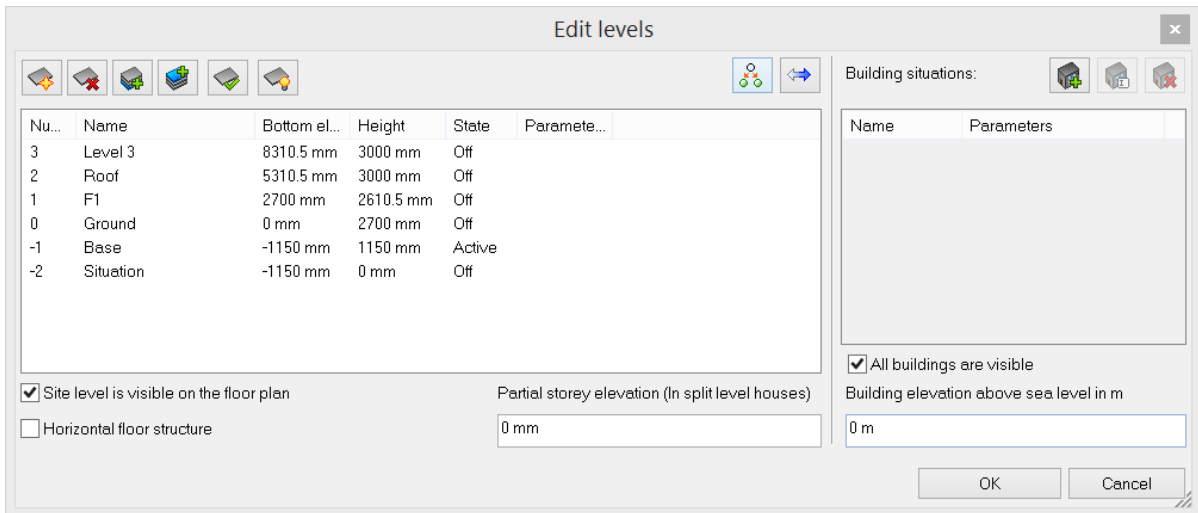 Edit levels
Building situations:
Nu... Name Bottom el... Height State Paramete...
3 Level 3 8310.5 mm 3000 mm Off
2 Roof 5310.5 mm 3000 mm Off
1 F1 2700 mm 2610.5 mm Off
0 Ground 0 mm 2700 mm Off
-1 Base -1150 mm 1150 mm Active
-2 Situation -1150 mm 0 mm Off
Name Parameters
All buildings are visible
Site level is visible on the floor plan
Partial storey elevation (In split level houses)
Building elevation above sea level in m
Horizontal floor structure
0 mm
0 m
OK
Cancel